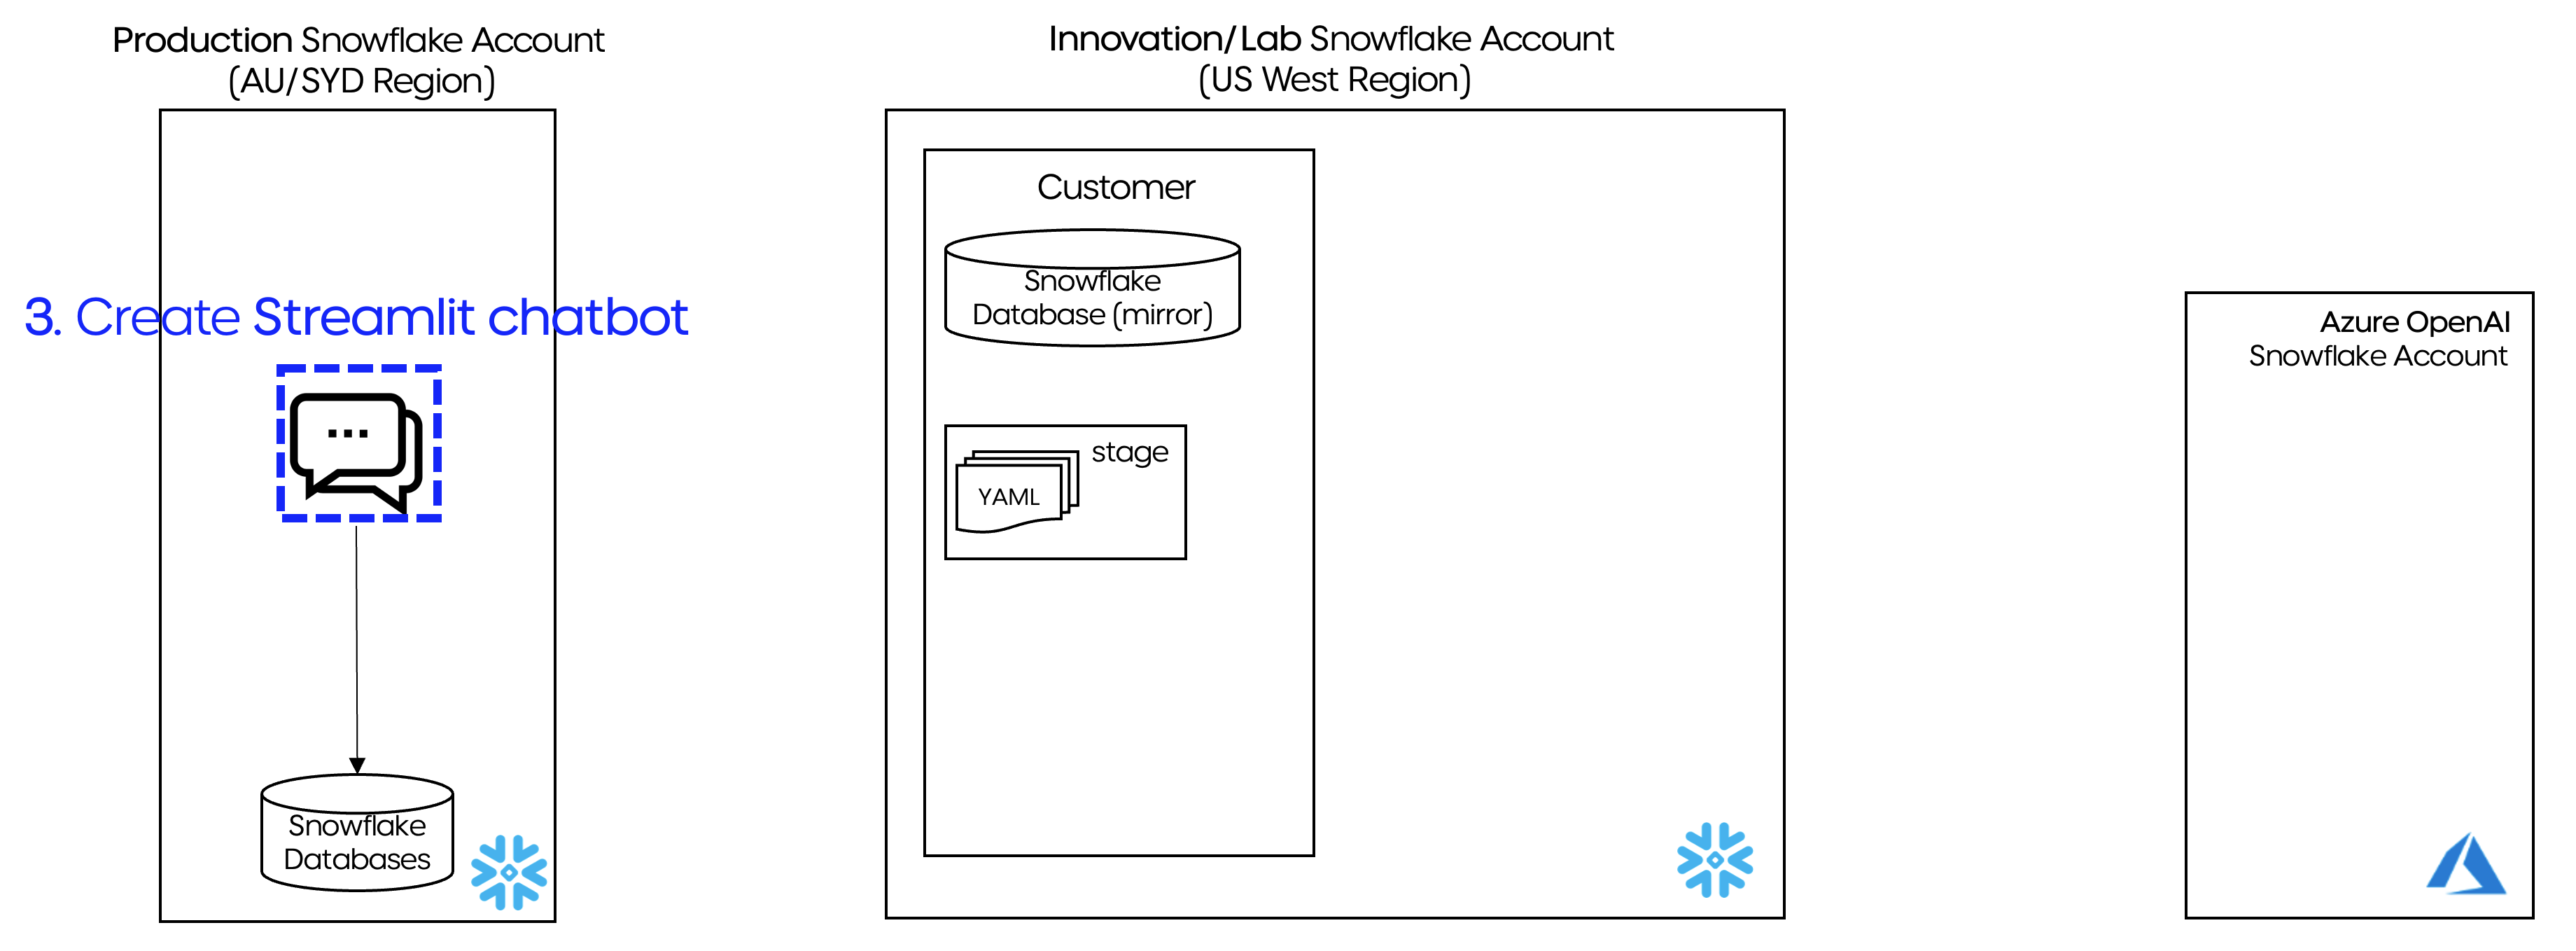 Production Snowflake Account
(AU/SYD Region)
3. Create Streamlit chatbot
Snowflake
Databases
Innovation/Lab Snowflake Account
(US West Region)
Customer
Snowflake
Database (mirror)
stage
YAML
Azure OpenAI
Snowflake Account